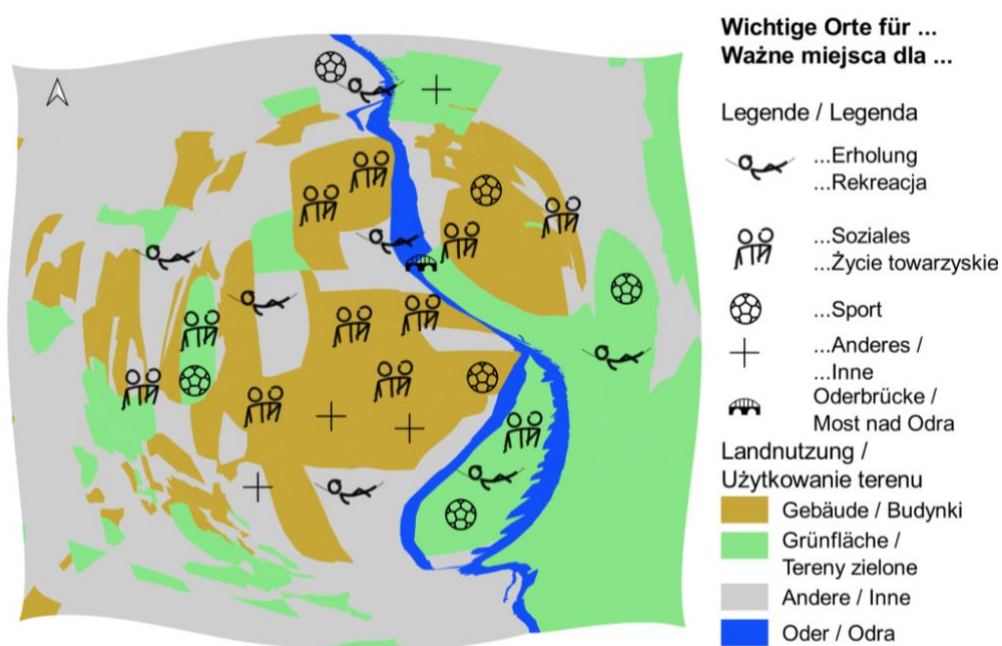 Wichtige Orte für ...
Ważne miejsca dla ...
Legende / Legenda
...Erholung
...Rekreacja
...Soziales
...Życie towarzyskie
...Sport
...Anderes /
...Inne
Oderbrücke /
Most nad Odra
Landnutzung /
Użytkowanie terenu
Gebäude / Budynki
Grünfläche /
Tereny zielone
Andere / Inne
Oder / Odra